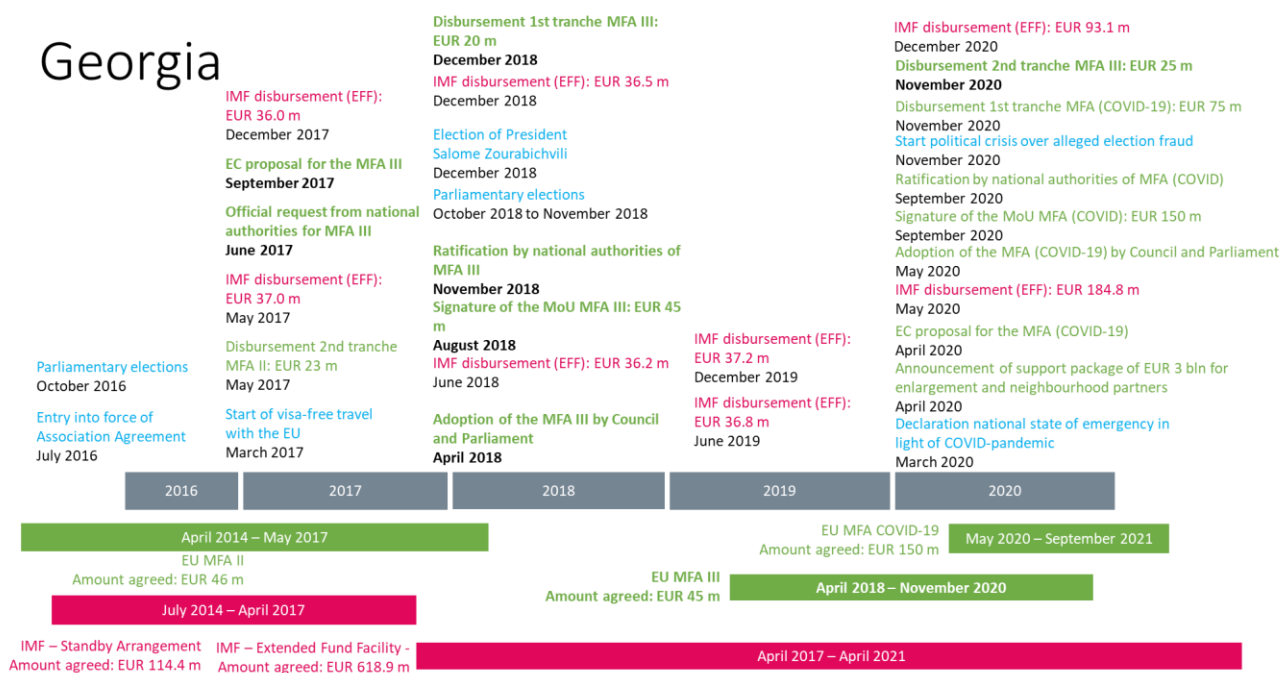 Georgia
Parliamentary elections
October 2016
Entry into force of
Association Agreement
July 2016
IMF disbursement (EFF):
EUR 36.0 m
December 2017
EC proposal for the MFA III
September 2017
Official request from national
authorities for MFA III
June 2017
IMF disbursement (EFF):
EUR 37.0 m
May 2017
Disbursement 2nd tranche
MFA II: EUR 23 m
May 2017
Start of visa-free travel
with the EU
March 2017
Disbursement 1st tranche MFA III:
EUR 20 m
December 2018
IMF disbursement (EFF): EUR 36.5 m
December 2018
Election of President
Salome Zourabichvili
December 2018
Parliamentary elections
October 2018 to November 2018
Ratification by national authorities of
MFA III
November 2018
Signature of the MoU MFA III: EUR 45
m
August 2018
IMF disbursement (EFF): EUR 36.2 m
June 2018
Adoption of the MFA III by Council
and Parliament
April 2018
IMF disbursement (EFF):
EUR 37.2 m
December 2019
IMF disbursement (EFF):
EUR 36.8 m
June 2019
IMF disbursement (EFF): EUR 93.1 m
December 2020
Disbursement 2nd tranche MFA III: EUR 25 m
November 2020
Disbursement 1st tranche MFA (COVID-19): EUR 75 m
November 2020
Start political crisis over alleged election fraud
November 2020
Ratification by national authorities of MFA (COVID)
September 2020
Signature of the MoU MFA (COVID): EUR 150 m
September 2020
Adoption of the MFA (COVID-19) by Council and Parliament
May 2020
IMF disbursement (EFF): EUR 184.8 m
May 2020
EC proposal for the MFA (COVID-19)
April 2020
Announcement of support package of EUR 3 bln for
enlargement and neighbourhood partners
April 2020
Declaration national state of emergency in
light of COVID-pandemic
March 2020
2016
2017
2018
2019
2020
April 2014 – May 2017
EU MFA II
Amount agreed: EUR 46 m
EU MFA COVID-19
Amount agreed: EUR 150 m
May 2020 – September 2021
EU MFA III
Amount agreed: EUR 45 m
April 2018 – November 2020
July 2014 – April 2017
IMF – Standby Arrangement
Amount agreed: EUR 114.4 m
IMF – Extended Fund Facility -
Amount agreed: EUR 618.9 m
April 2017 – April 2021